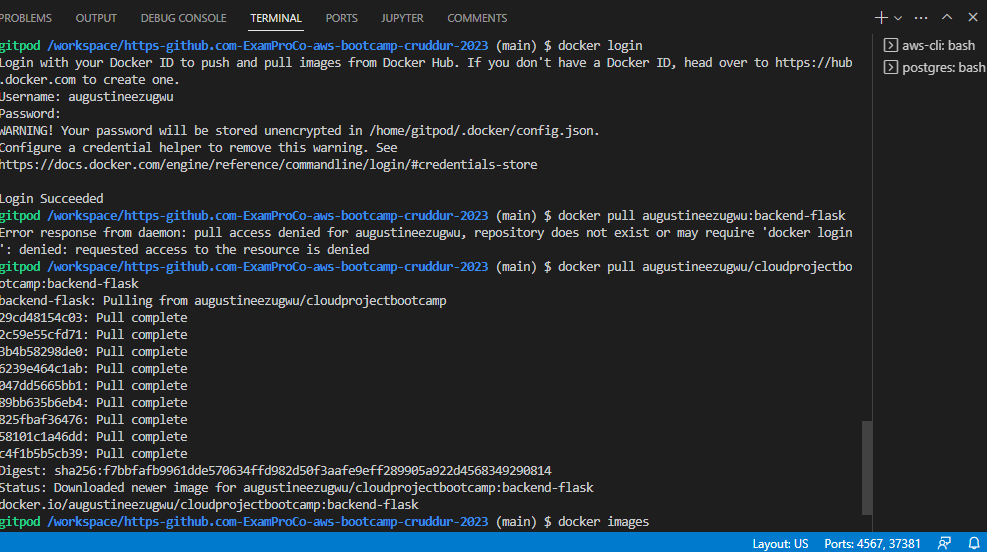 PROBLEMS OUTPUT DEBUG CONSOLE TERMINAL PORTS JUPYTER COMMENTS
gitpod /workspace/https-github.com-ExamProCo-aws-bootcamp-cruddur-2023 (main) $ docker login
Login with your Docker ID to push and pull images from Docker Hub. If you don't have a Docker ID, head over to https://hub
.docker.com to create one.
Username: augustineezugwu
Password:
WARNING! Your password will be stored unencrypted in /home/gitpod/.docker/config.json.
Configure a credential helper to remove this warning. See
https://docs.docker.com/engine/reference/commandline/login/#credentials-store
Login Succeeded
gitpod /workspace/https-github.com-ExamProCo-aws-bootcamp-cruddur-2023 (main) $ docker pull augustineezugwu:backend-flask
Error response from daemon: pull access denied for augustineezugwu, repository does not exist or may require 'docker login
': denied: requested access to the resource is denied
gitpod /workspace/https-github.com-ExamProCo-aws-bootcamp-cruddur-2023 (main) $ docker pull augustineezugwu/cloudprojectbo
otcamp:backend-flask
backend-flask: Pulling from augustineezugwu/cloudprojectbootcamp
29cd48154c03: Pull complete
2c59e55cfd71: Pull complete
3b4b58298de0: Pull complete
6239e464c1ab: Pull complete
047dd5665bb1: Pull complete
89bb635b6eb4: Pull complete
825fbaf36476: Pull complete
58101c1a46dd: Pull complete
c4f1b5b5cb39: Pull complete
Digest: sha256:f7bbfafb9961dde570634ffd982d50f3aafe9eff289905a922d4568349290814
Status: Downloaded newer image for augustineezugwu/cloudprojectbootcamp:backend-flask
docker.io/augustineezugwu/cloudprojectbootcamp:backend-flask
gitpod /workspace/https-github.com-ExamProCo-aws-bootcamp-cruddur-2023 (main) $ docker images
aws-cli: bash
postgres: bash
Layout: US Ports: 4567, 37381